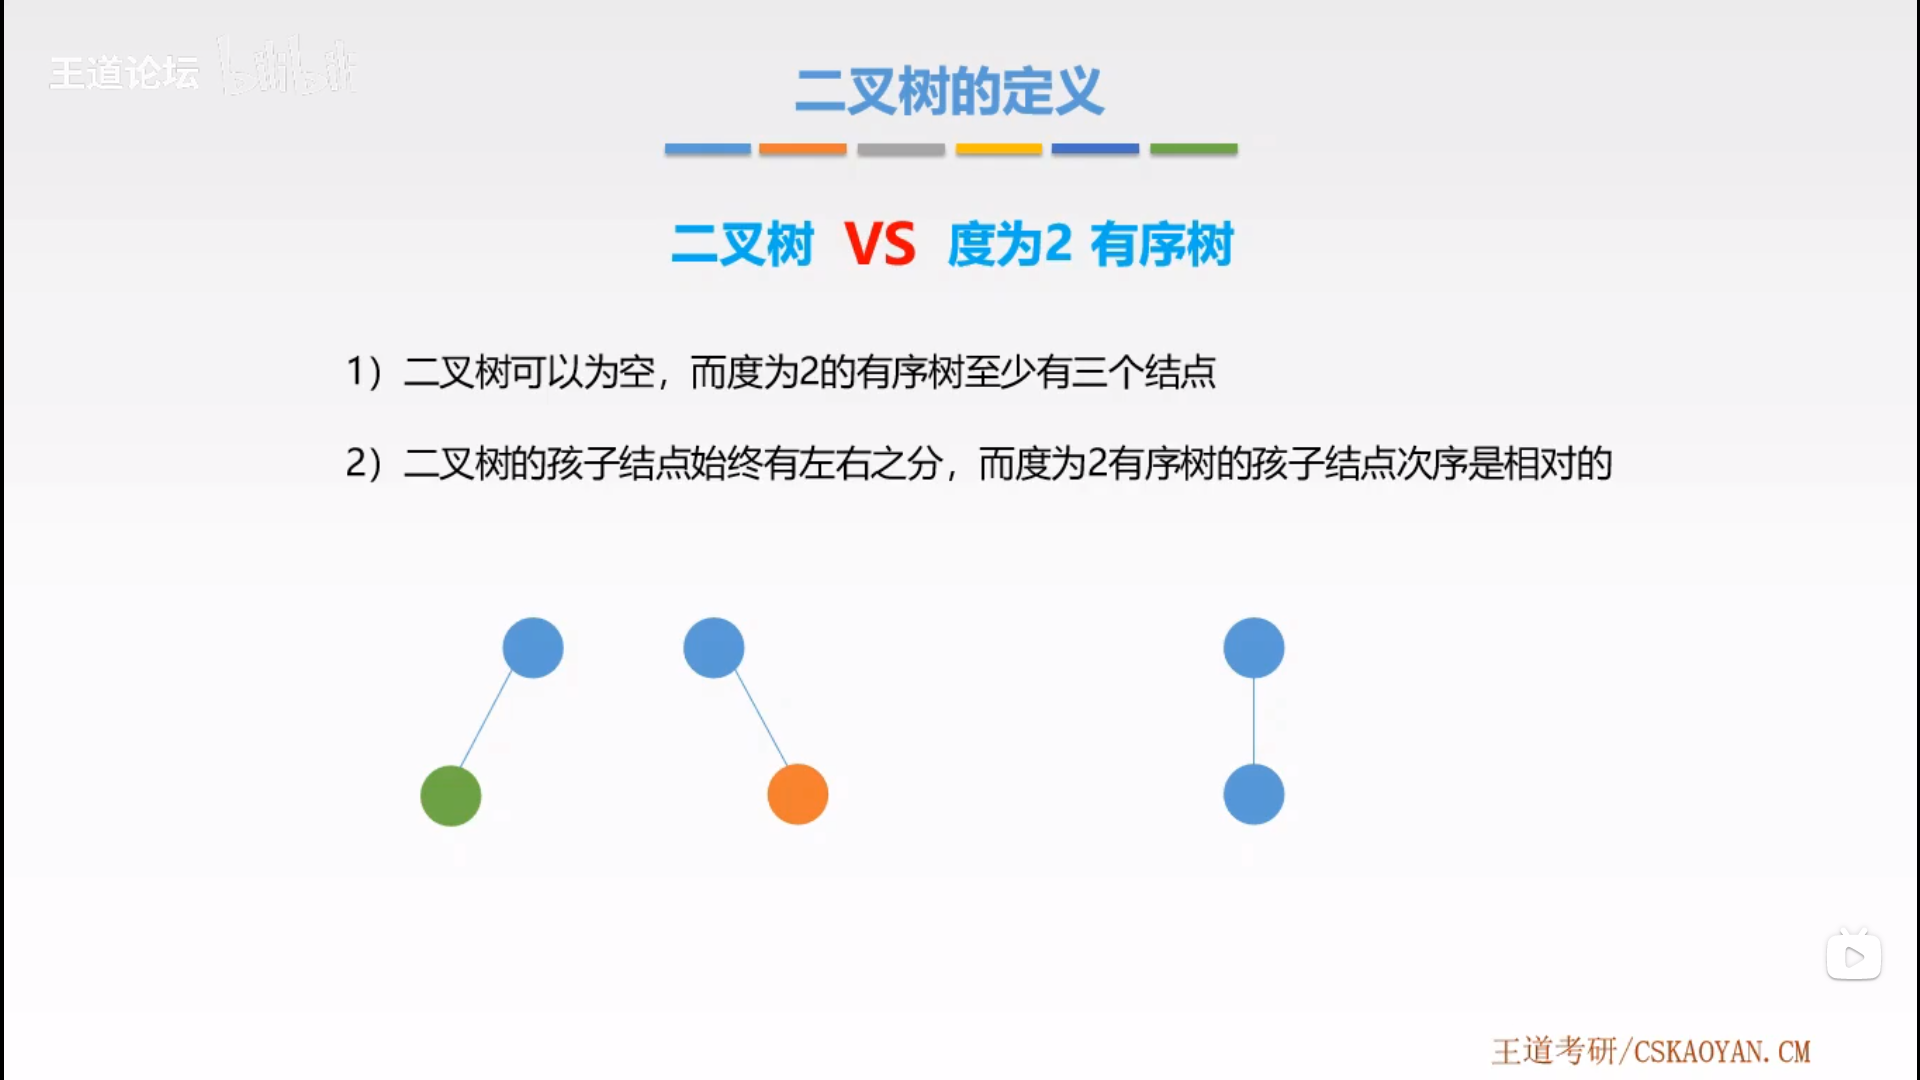 王道论坛 bilibili
二叉树的定义
二叉树 VS 度为2 有序树
1）二叉树可以为空，而度为2的有序树至少有三个结点
2）二叉树的孩子结点始终有左右之分，而度为2有序树的孩子结点次序是相对的
王道考研/CSKAOYAN.CM